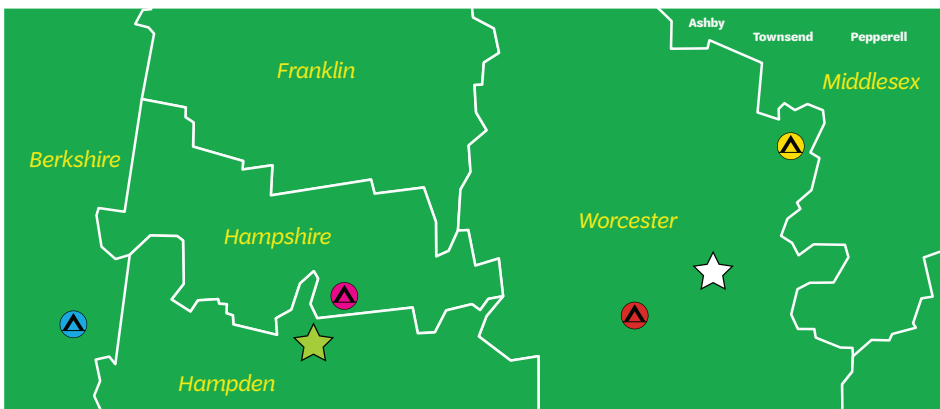 Ashby
Townsend
Pepperell
Franklin
Middlesex
Berkshire
Worcester
Hampshire
Hampden